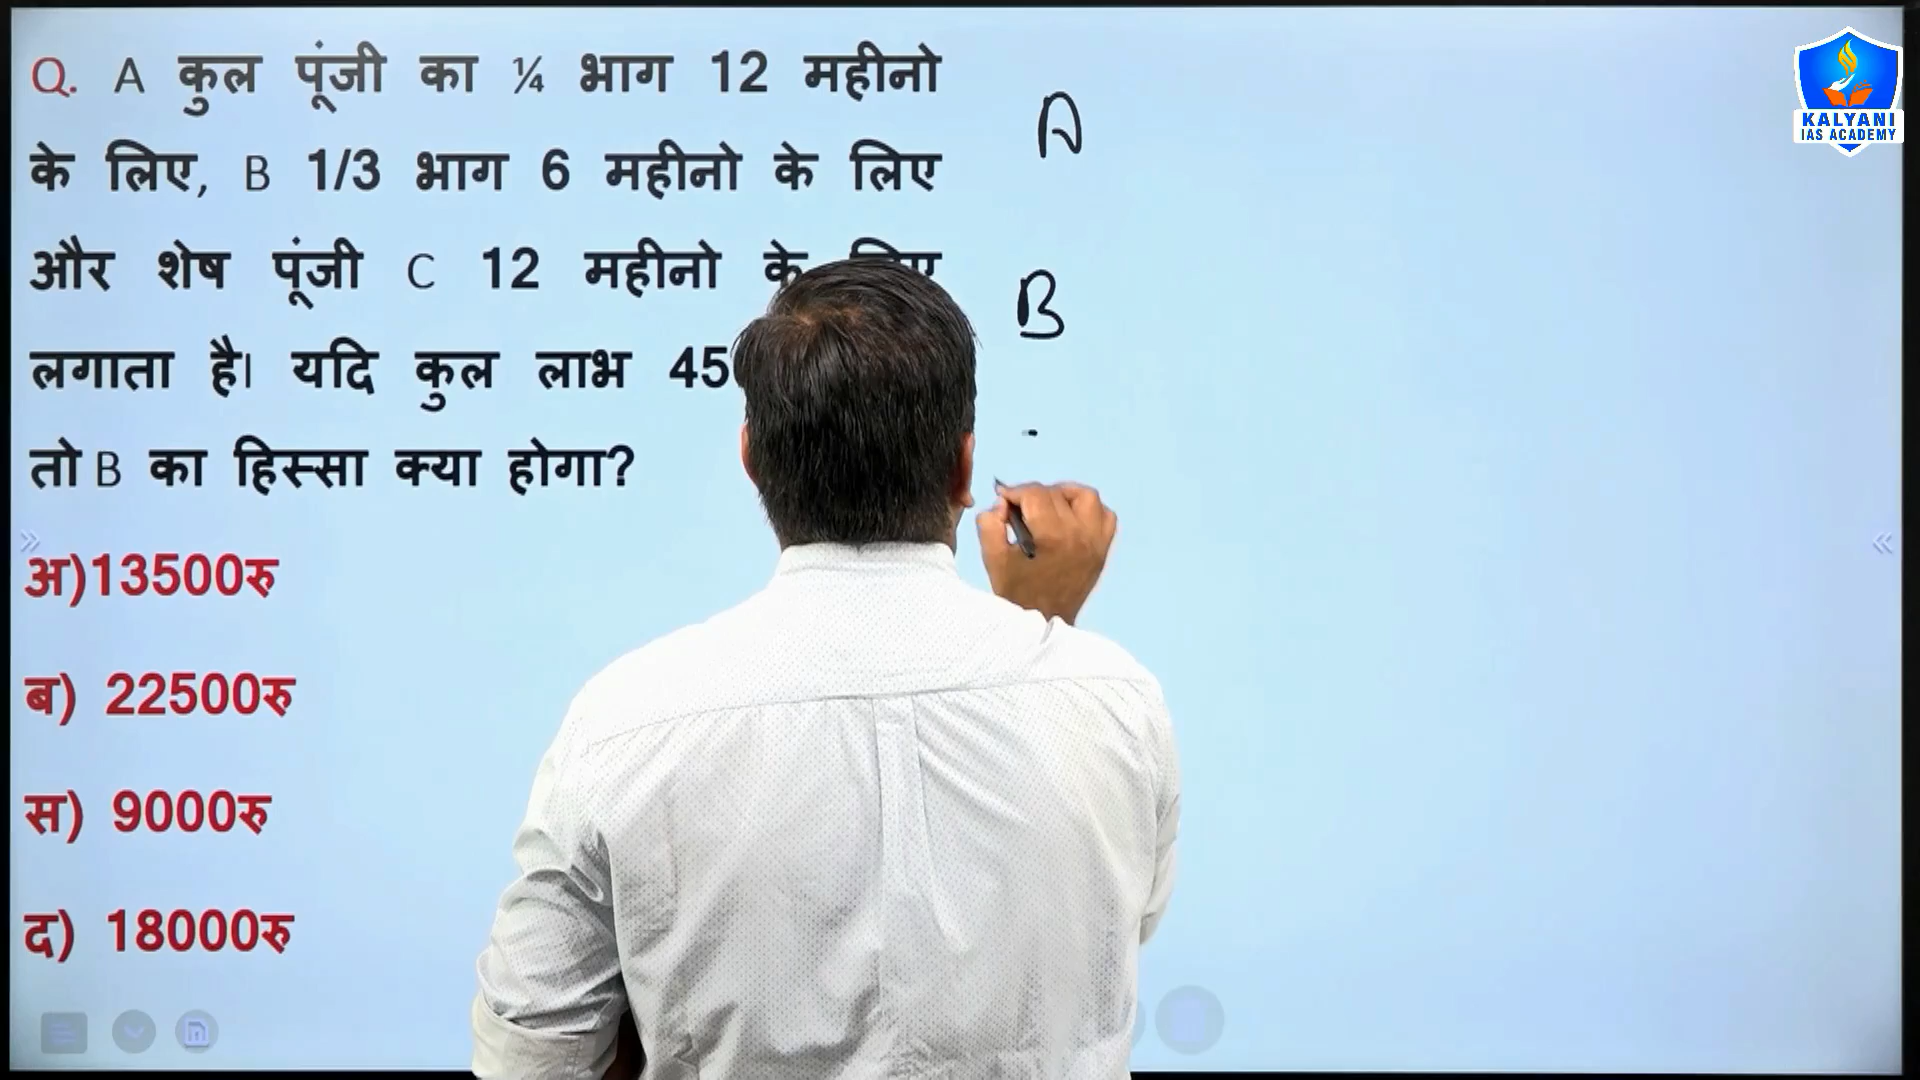 Q. A कुल पूंजी का ¼ भाग 12 महीनो
के लिए, B 1/3 भाग 6 महीनो के लिए
और शेष पूंजी C 12 महीनो के
लगाता है। यदि कुल लाभ
तो B का हिस्सा क्या होगा?
अ)13500रु
ब) 22500रु
स) 9000रु
द) 18000रु
A
B
KALYANI
IAS ACADEMY